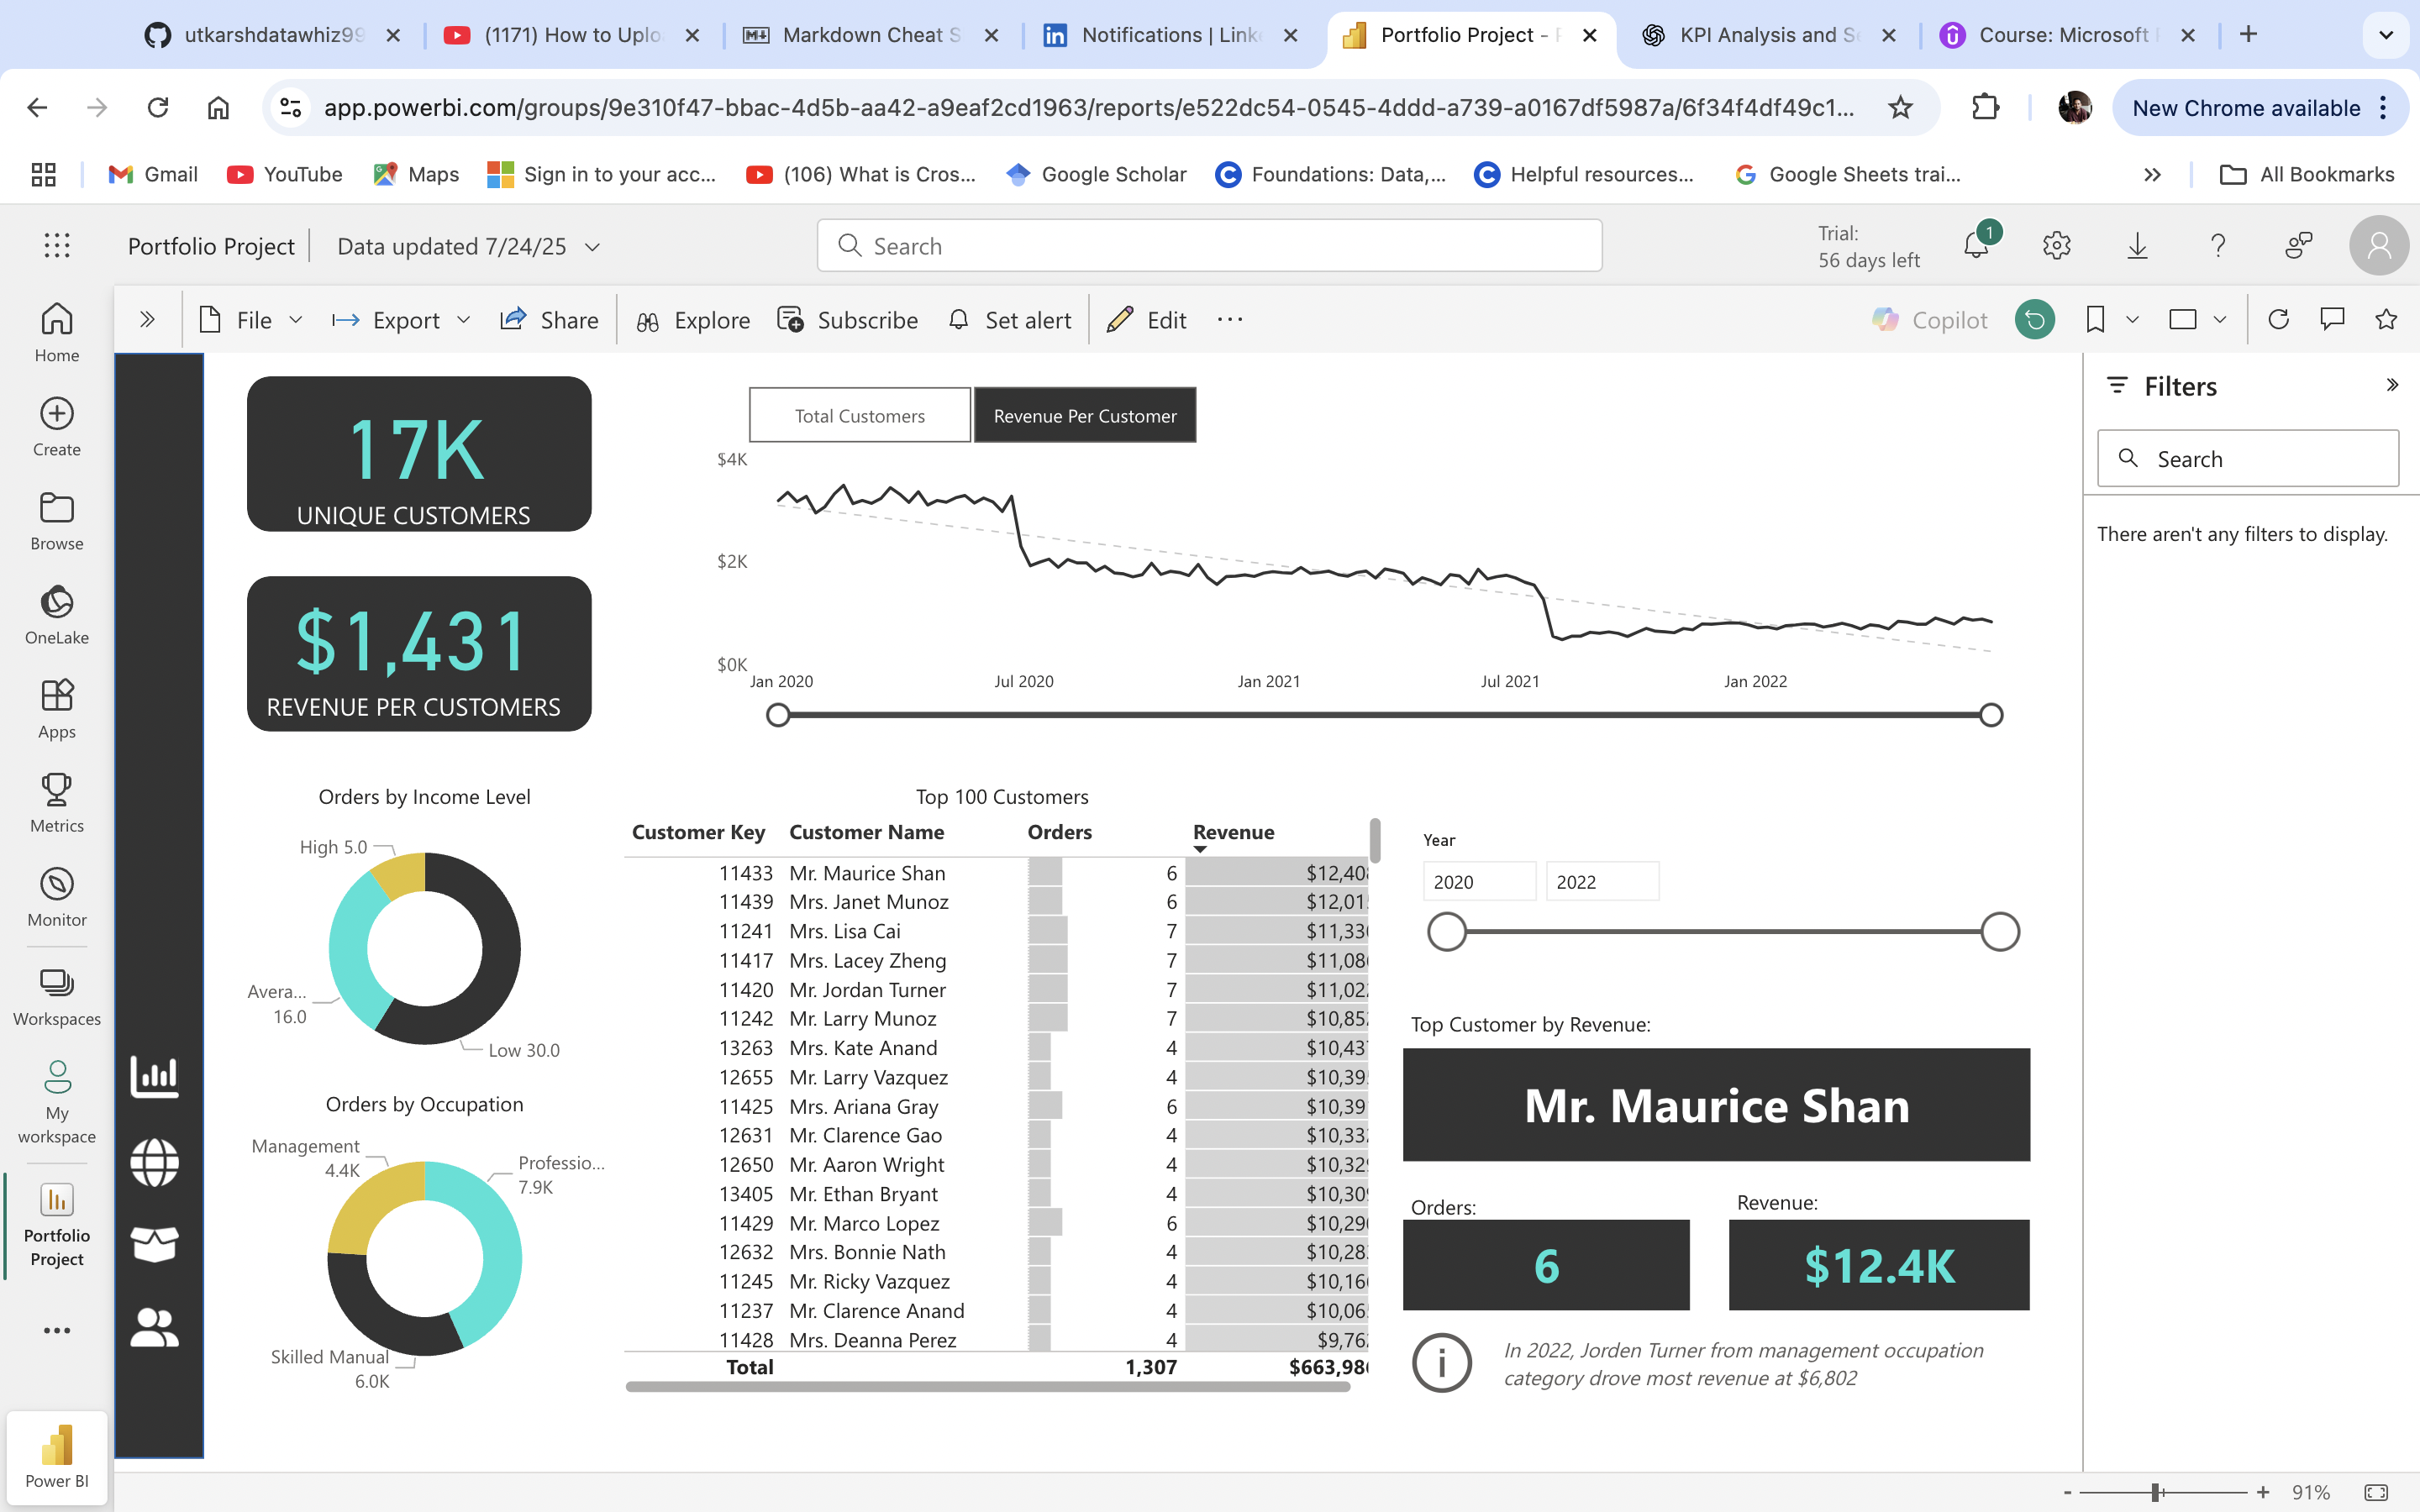 utkarshdatawhiz99
(1171) How to Uplo
Markdown Cheat S
Notifications | Link
Portfolio Project -
KPI Analysis and S
Course: Microsoft
app.powerbi.com/groups/9e310f47-bbac-4d5b-aa42-a9eaf2cd1963/reports/e522dc54-0545-4ddd-a739-a0167df5987a/6f34f4df49c1...
New Chrome available
Gmail
YouTube
Maps
Sign in to your acc...
(106) What is Cros...
Google Scholar
Foundations: Data,...
Helpful resources...
Google Sheets trai...
All Bookmarks
Portfolio Project
Data updated 7/24/25
Search
Trial:
56 days left
1
File
Export
Share
Explore
Subscribe
Set alert
Edit
Copilot
Home
Create
Browse
OneLake
Apps
Metrics
Monitor
Workspaces
My
workspace
Portfolio
Project
Power BI
17K
UNIQUE CUSTOMERS
$1,431
REVENUE PER CUSTOMERS
Total Customers
Revenue Per Customer
$4K
$2K
$0K
Jan 2020
Jul 2020
Jan 2021
Jul 2021
Jan 2022
Orders by Income Level
High 5.0
Avera...
16.0
Low 30.0
Orders by Occupation
Management
4.4K
Professio...
7.9K
Skilled Manual
6.0K
Top 100 Customers
Customer Key Customer Name Orders Revenue
11433 Mr. Maurice Shan 6 $12,408
11439 Mrs. Janet Munoz 6 $12,01
11241 Mrs. Lisa Cai 7 $11,330
11417 Mrs. Lacey Zheng 7 $11,086
11420 Mr. Jordan Turner 7 $11,022
11242 Mr. Larry Munoz 7 $10,852
13263 Mrs. Kate Anand 4 $10,437
12655 Mr. Larry Vazquez 4 $10,395
11425 Mrs. Ariana Gray 6 $10,39
12631 Mr. Clarence Gao 4 $10,332
12650 Mr. Aaron Wright 4 $10,329
13405 Mr. Ethan Bryant 4 $10,309
11429 Mr. Marco Lopez 6 $10,290
12632 Mrs. Bonnie Nath 4 $10,28
11245 Mr. Ricky Vazquez 4 $10,166
11237 Mr. Clarence Anand 4 $10,06
11428 Mrs. Deanna Perez 4 $9,76
Total 1,307 $663,986
Year
2020
2022
Top Customer by Revenue:
Mr. Maurice Shan
Orders:
6
Revenue:
$12.4K
In 2022, Jorden Turner from management occupation
category drove most revenue at $6,802
Filters
Search
There aren't any filters to display.
91%